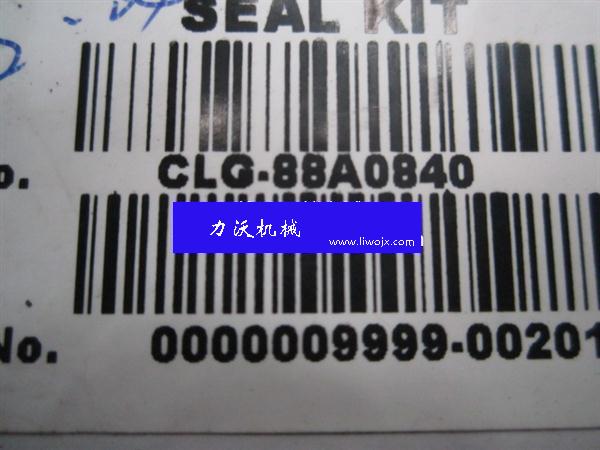 SEAL KIT
o. CLG-88A0840
力沃机械
www.liwojx.com
No. 0000009999-00201